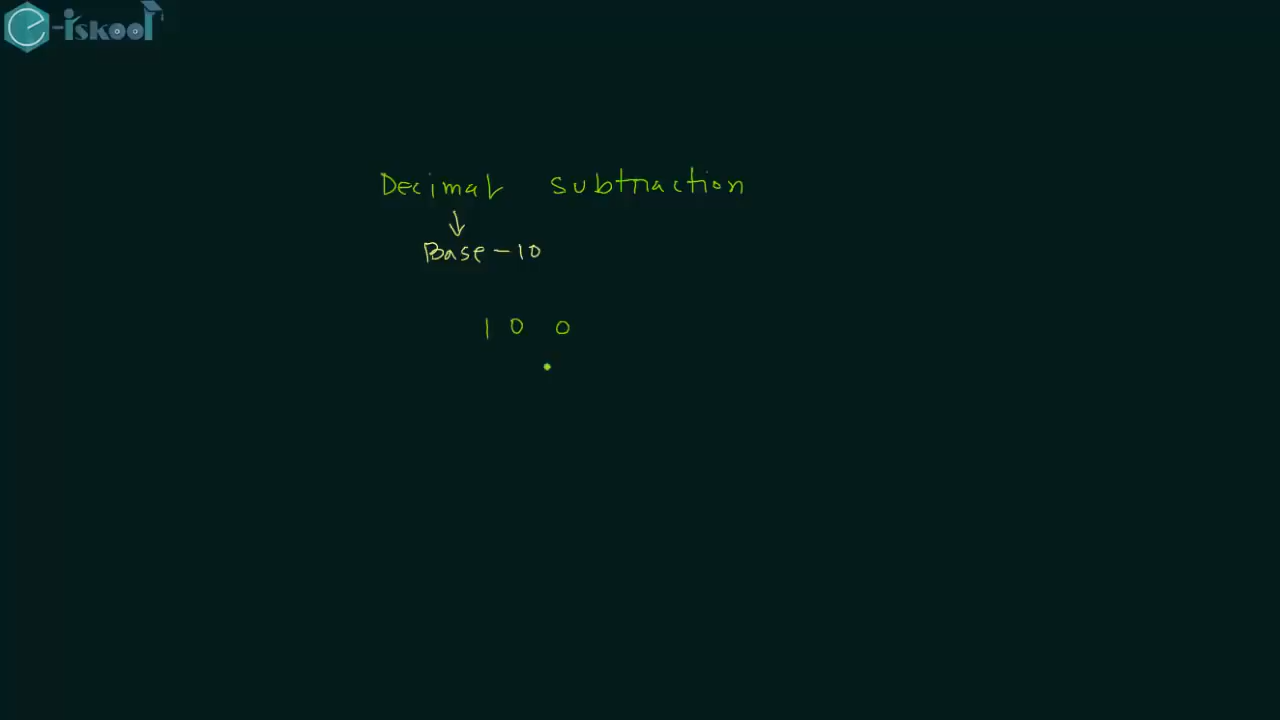 e-iskool
Decimal subtraction
↓
Base-10
1 0 0